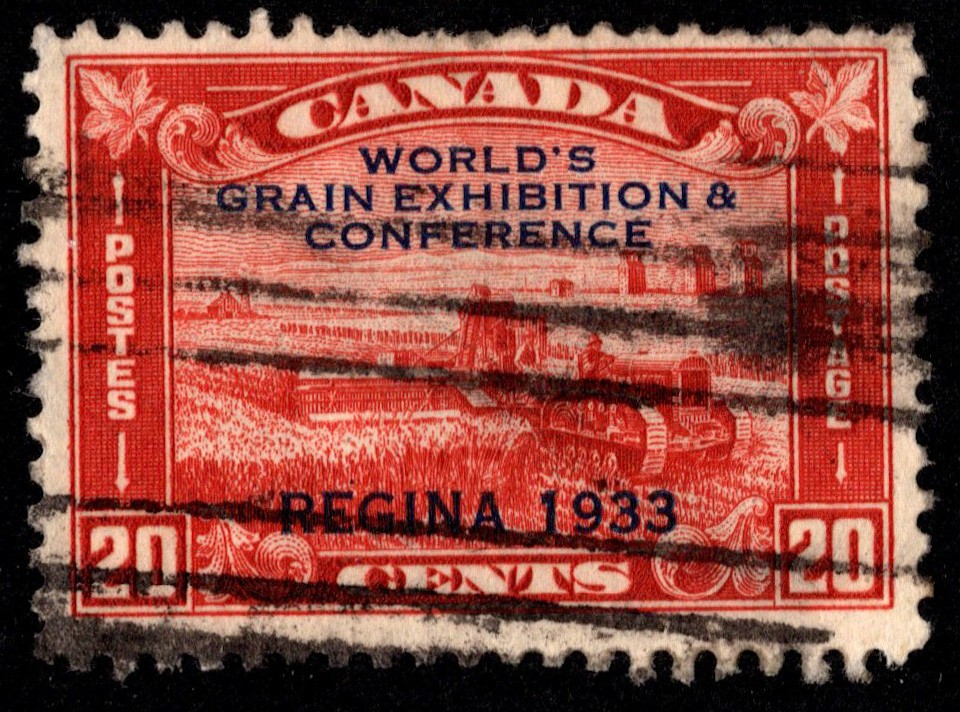 CANADA
WORLD'S
GRAIN EXHIBITION &
CONFERENCE
POSTES
POSTAGE
REGINA 1933
20
CENTS
20